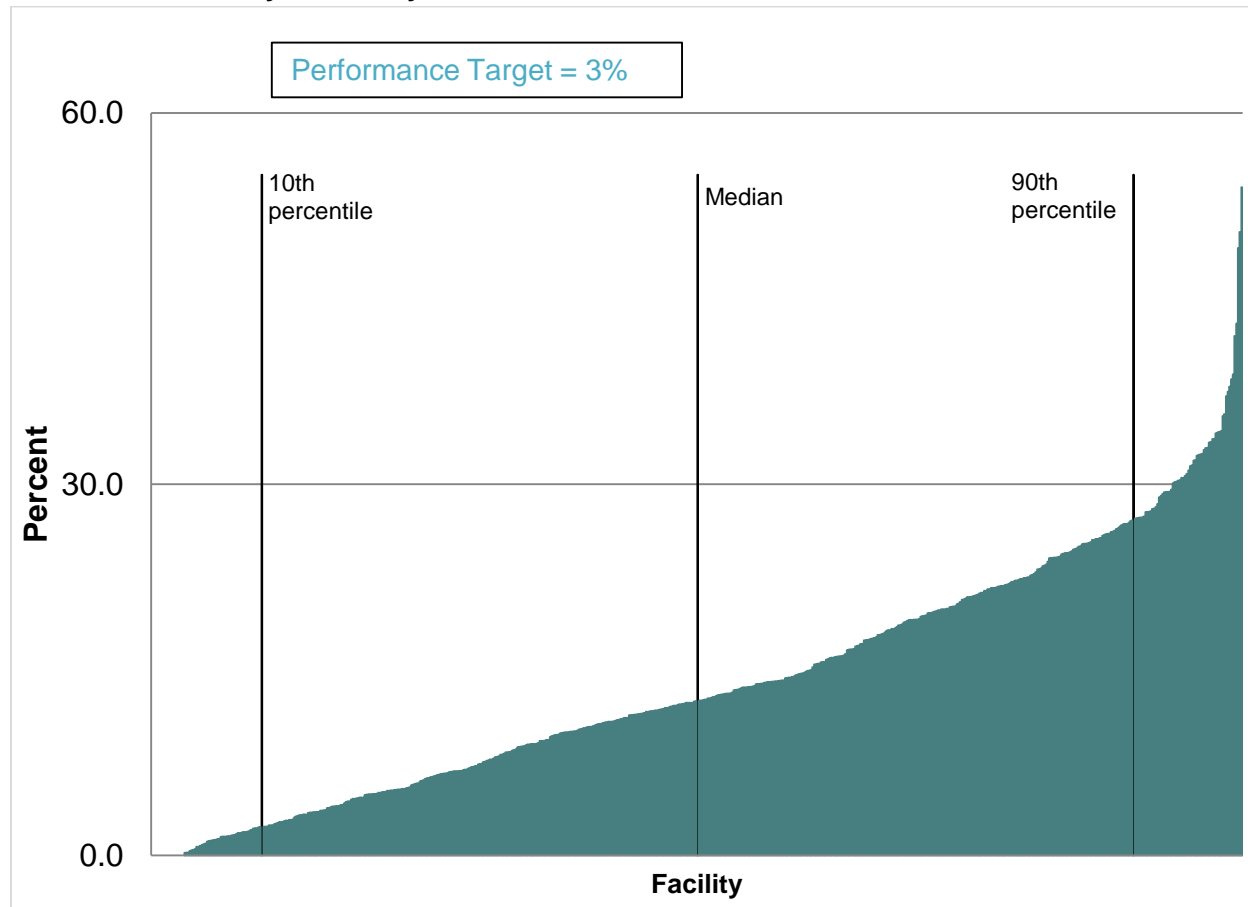 Performance Target = 3%
60.0
10th
percentile
Median
90th
percentile
30.0
Percent
0.0
Facility